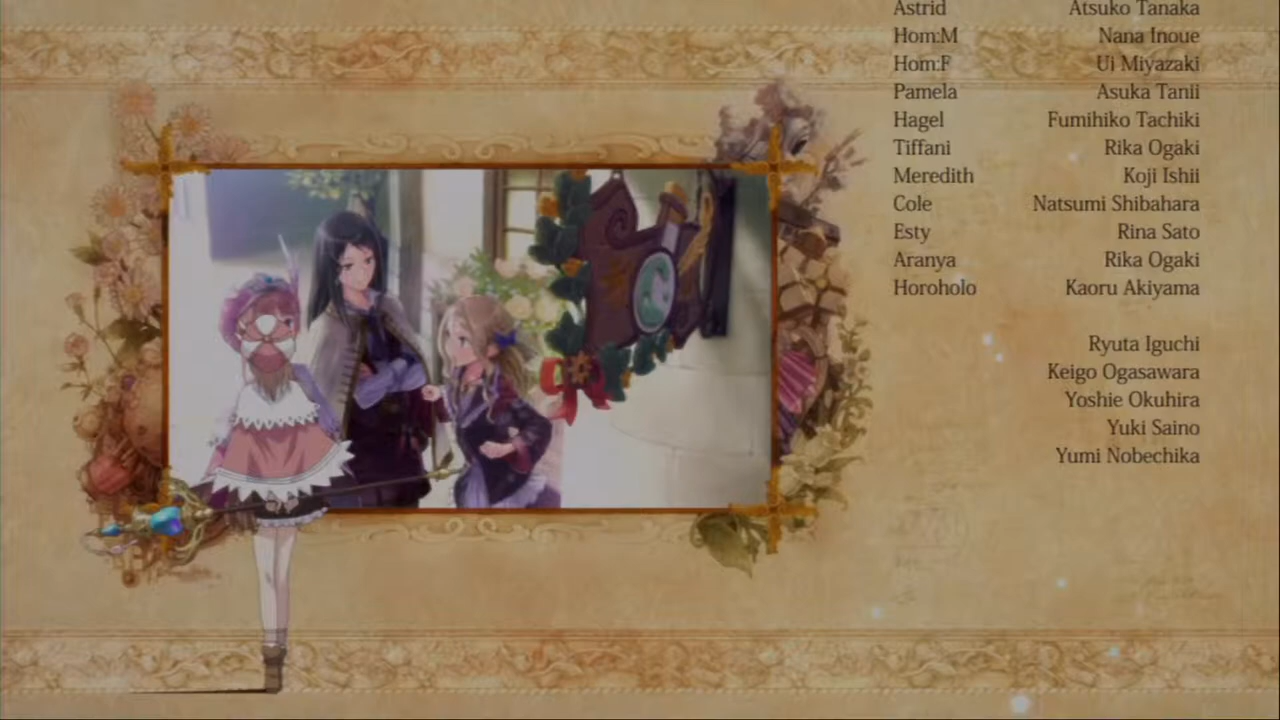 Astrid Atsuko Tanaka
Hom:M Nana Inoue
Hom:F Ui Miyazaki
Pamela Asuka Tanii
Hagel Fumihiko Tachiki
Tiffani Rika Ogaki
Meredith Koji Ishii
Cole Natsumi Shibahara
Esty Rina Sato
Aranya Rika Ogaki
Horoholo Kaoru Akiyama
Ryuta Iguchi
Keigo Ogasawara
Yoshie Okuhira
Yuki Saino
Yumi Nobechika